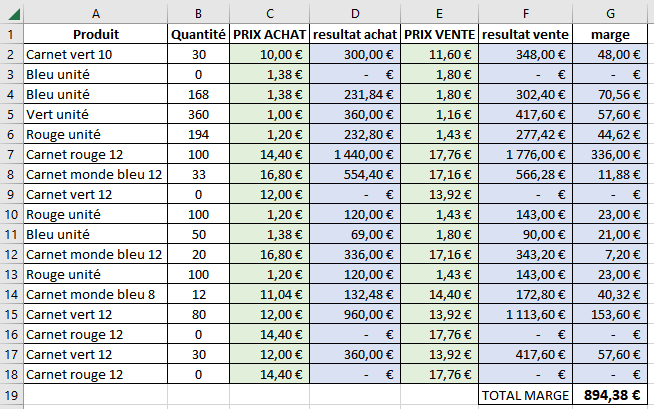 A B C D E F G
1 Produit Quantité PRIX ACHAT resultat achat PRIX VENTE resultat vente marge
2 Carnet vert 10 30 10,00 € 300,00 € 11,60 € 348,00 € 48,00 €
3 Bleu unité 0 1,38 € - € 1,80 € - € - €
4 Bleu unité 168 1,38 € 231,84 € 1,80 € 302,40 € 70,56 €
5 Vert unité 360 1,00 € 360,00 € 1,16 € 417,60 € 57,60 €
6 Rouge unité 194 1,20 € 232,80 € 1,43 € 277,42 € 44,62 €
7 Carnet rouge 12 100 14,40 € 1 440,00 € 17,76 € 1 776,00 € 336,00 €
8 Carnet monde bleu 12 33 16,80 € 554,40 € 17,16 € 566,28 € 11,88 €
9 Carnet vert 12 0 12,00 € - € 13,92 € - € - €
10 Rouge unité 100 1,20 € 120,00 € 1,43 € 143,00 € 23,00 €
11 Bleu unité 50 1,38 € 69,00 € 1,80 € 90,00 € 21,00 €
12 Carnet monde bleu 12 20 16,80 € 336,00 € 17,16 € 343,20 € 7,20 €
13 Rouge unité 100 1,20 € 120,00 € 1,43 € 143,00 € 23,00 €
14 Carnet monde bleu 8 12 11,04 € 132,48 € 14,40 € 172,80 € 40,32 €
15 Carnet vert 12 80 12,00 € 960,00 € 13,92 € 1 113,60 € 153,60 €
16 Carnet rouge 12 0 14,40 € - € 17,76 € - € - €
17 Carnet vert 12 30 12,00 € 360,00 € 13,92 € 417,60 € 57,60 €
18 Carnet rouge 12 0 14,40 € - € 17,76 € - € - €
19 TOTAL MARGE 894,38 €